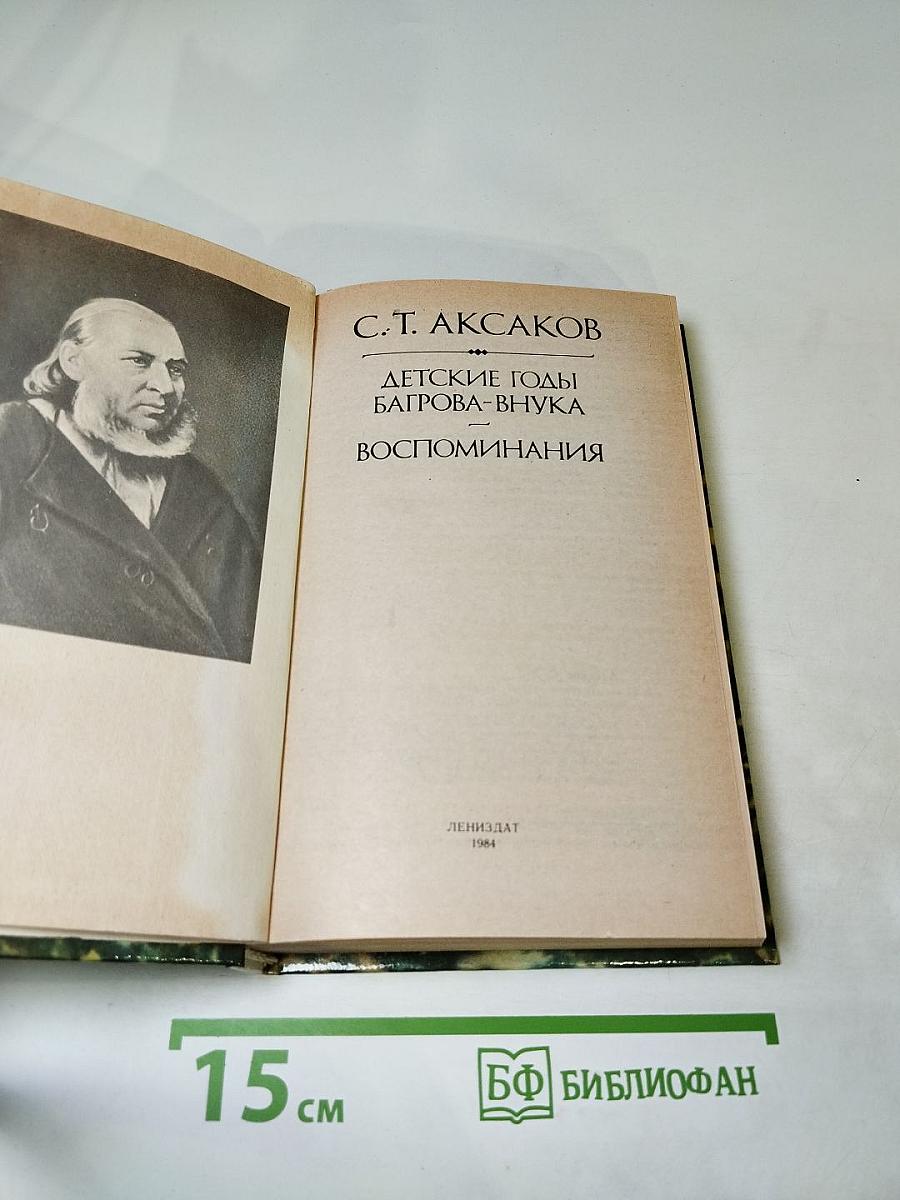 С. Т. АКСАКОВ
ДЕТСКИЕ ГОДЫ
БАГРОВА-ВНУКА
ВОСПОМИНАНИЯ
ЛЕНИЗДАТ
1984
15 см
БФ БИБЛИОФАН